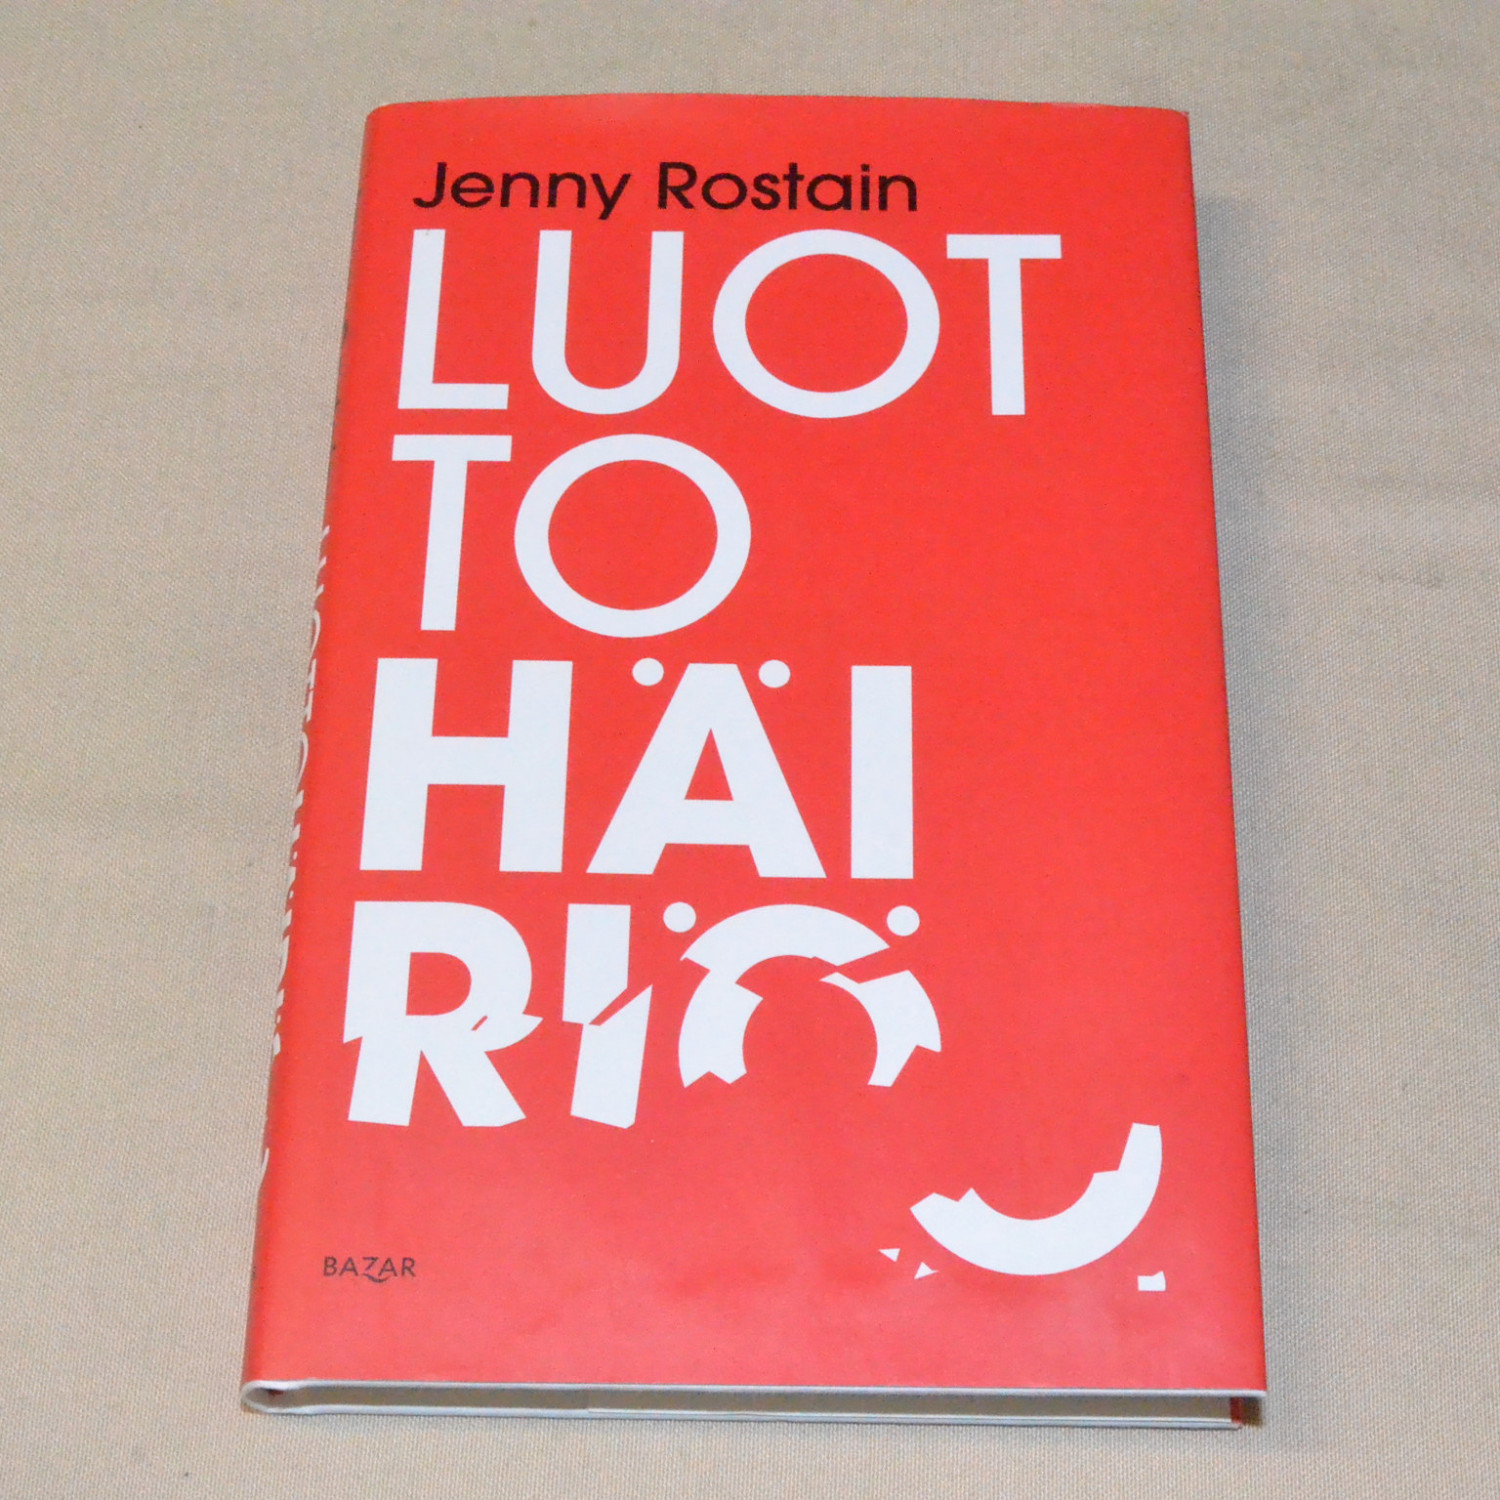 Jenny Rostain
LUOT
TO
HÄI
RIÖ
BAZAR